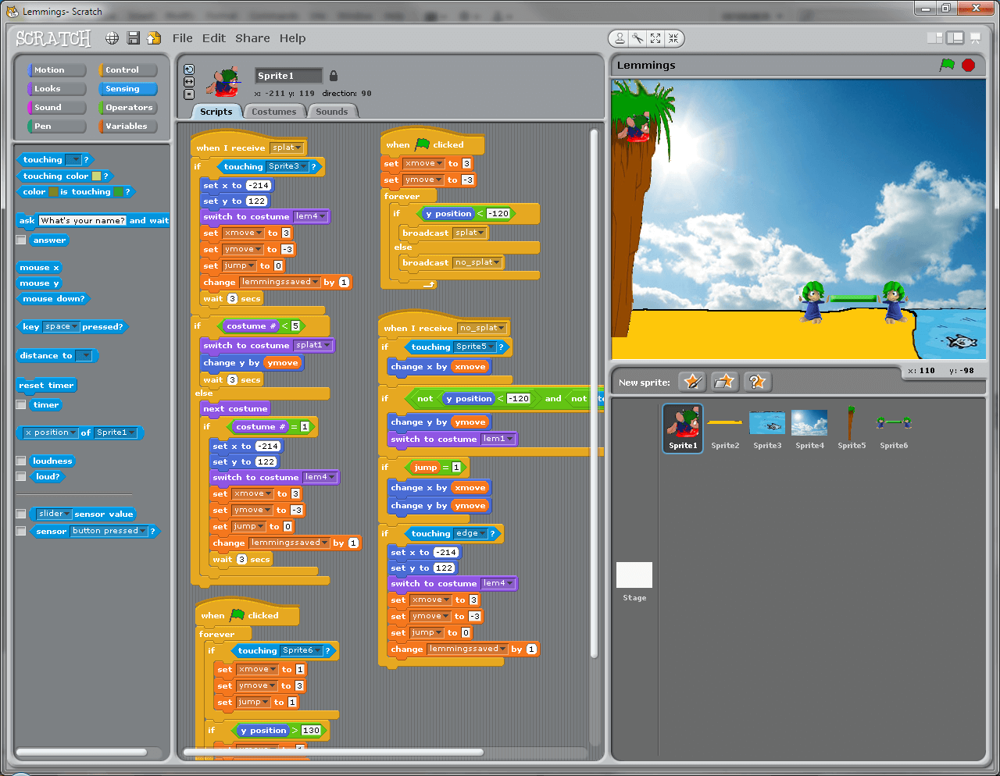 Lemmings- Scratch
SCRATCH
File Edit Share Help
Motion Control
Looks Sensing
Sound Operators
Pen Variables
touching ?
touching color ?
color is touching ?
ask What's your name? and wait
answer
mouse x
mouse y
mouse down?
key space pressed?
distance to
reset timer
timer
x position of Sprite1
loudness
loud?
slider sensor value
sensor button pressed ?
Sprite1
x: -211 y: 119 direction: 90
Scripts Costumes Sounds
when I receive splat
if touching Sprite3 ?
set x to -214
set y to 122
switch to costume lem4
set xmove to 3
set ymove to -3
set jump to 0
change lemmingssaved by 1
wait 3 secs
if costume # < 5
switch to costume splat1
change y by ymove
wait 3 secs
else
next costume
if costume # = 1
set x to -214
set y to 122
switch to costume lem4
set xmove to 3
set ymove to -3
set jump to 0
change lemmingssaved by 1
wait 3 secs
when clicked
forever
if touching Sprite6 ?
set xmove to 1
set ymove to 3
set jump to 1
if y position > 130
when clicked
set xmove to 3
set ymove to -3
forever
if y position < -120
broadcast splat
else
broadcast no_splat
when I receive no_splat
if touching Sprite5 ?
change x by xmove
if not y position < -120 and not
change y by ymove
switch to costume lem1
if jump = 1
change x by xmove
change y by ymove
if touching edge ?
set x to -214
set y to 122
switch to costume lem4
set xmove to 3
set ymove to -3
set jump to 0
change lemmingssaved by 1
Lemmings
x: 110 y: -98
New sprite:
Sprite1 Sprite2 Sprite3 Sprite4 Sprite5 Sprite6
Stage